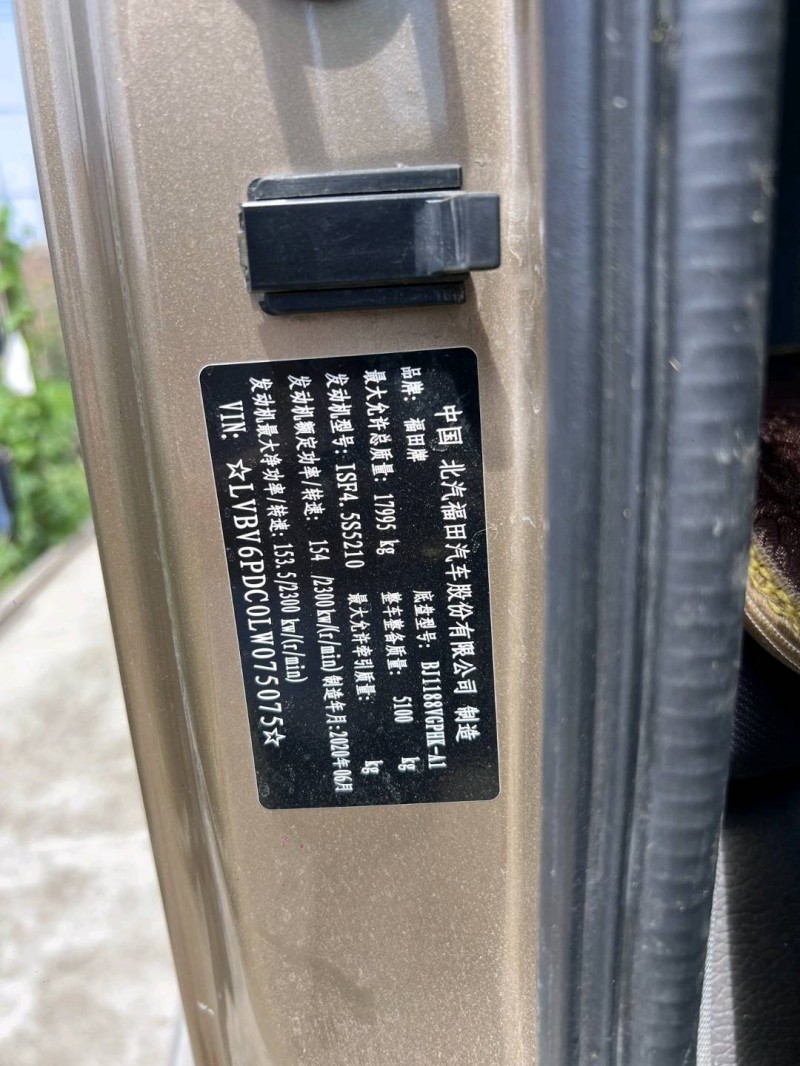 中国 北汽福田汽车股份有限公司 制造
品牌: 福田牌 底盘型号: BJ1188VGPHK-A1
最大允许总质量: 17995 kg 整车整备质量: 5100 kg
发动机型号: ISF4.5S5210 最大允许牵引质量: kg
发动机额定功率/转速: 154 /2300kw/(r/min) 制造年月:2020年06月
发动机最大净功率/转速: 153.5/2300 kw/(r/min)
VIN: ☆LVBV6PDC0LW075075☆